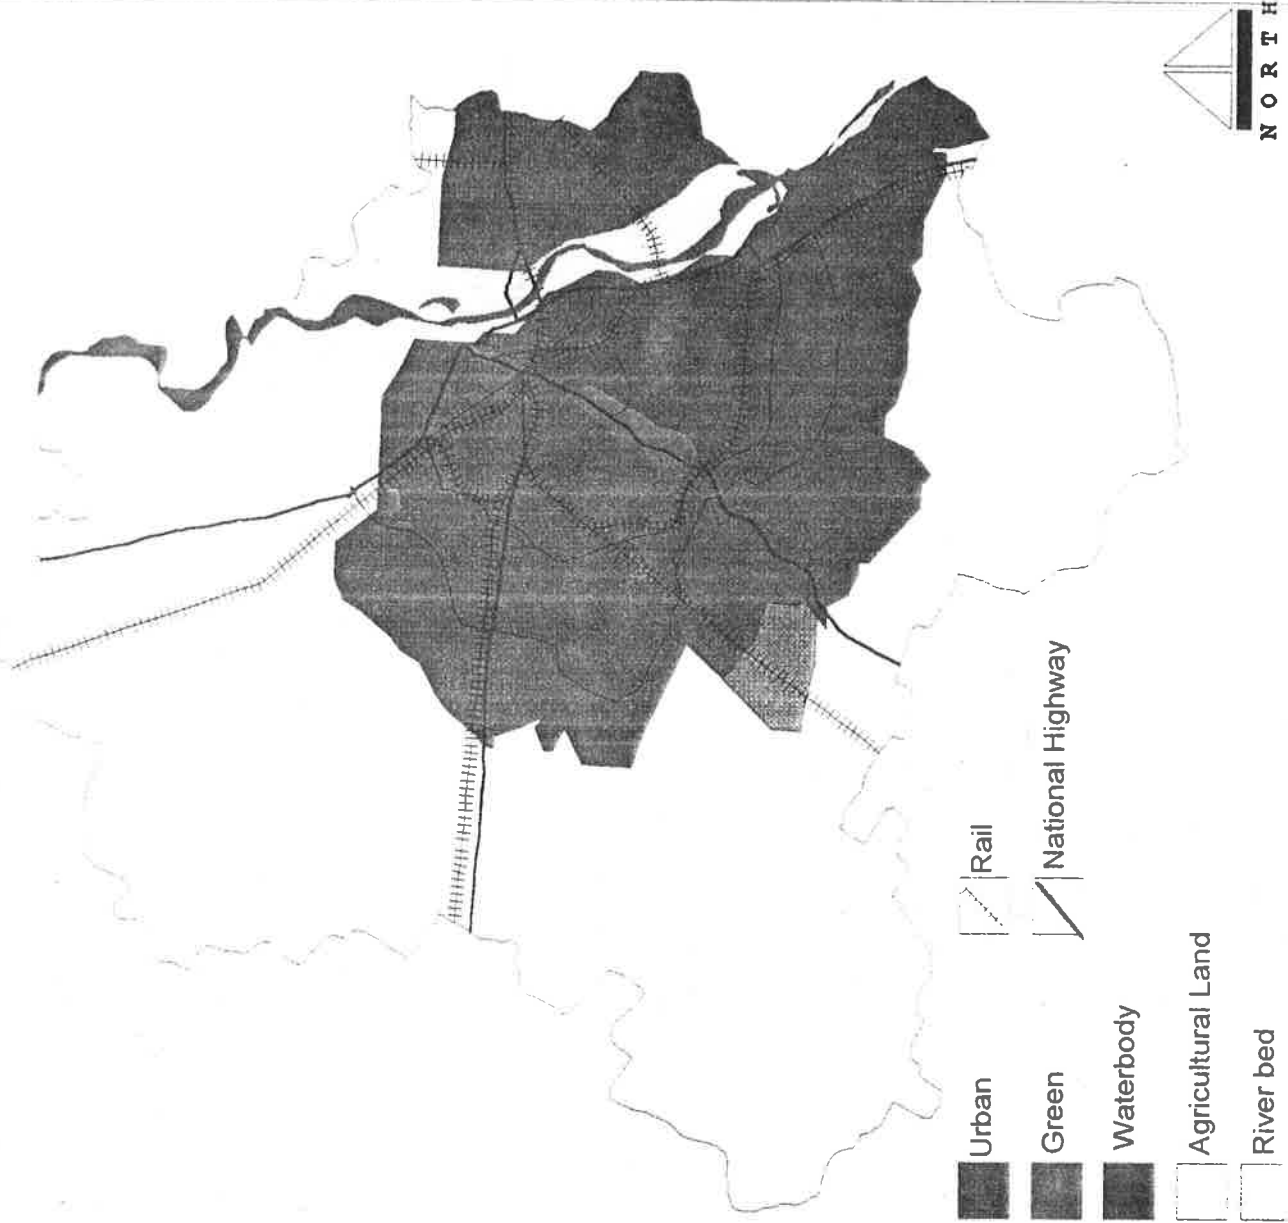 NORTH
Rail
National Highway
Urban
Green
Waterbody
Agricultural Land
River bed